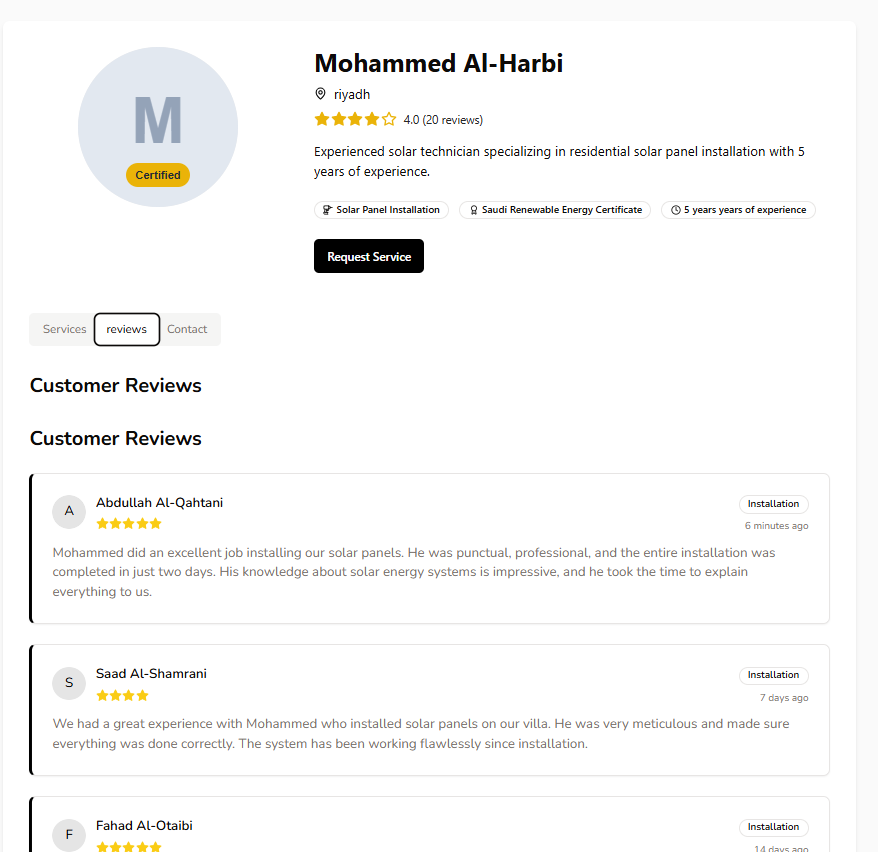 M
Certified
Mohammed Al-Harbi
riyadh
4.0 (20 reviews)
Experienced solar technician specializing in residential solar panel installation with 5
years of experience.
Solar Panel Installation
Saudi Renewable Energy Certificate
5 years years of experience
Request Service
Services
reviews
Contact
Customer Reviews
Customer Reviews
A
Abdullah Al-Qahtani
Installation
6 minutes ago
Mohammed did an excellent job installing our solar panels. He was punctual, professional, and the entire installation was
completed in just two days. His knowledge about solar energy systems is impressive, and he took the time to explain
everything to us.
S
Saad Al-Shamrani
Installation
7 days ago
We had a great experience with Mohammed who installed solar panels on our villa. He was very meticulous and made sure
everything was done correctly. The system has been working flawlessly since installation.
F
Fahad Al-Otaibi
Installation
14 days ago